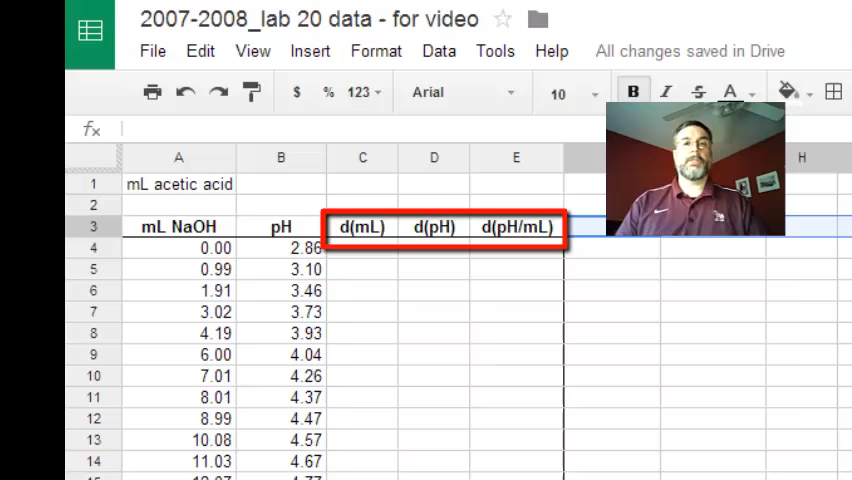 2007-2008_lab 20 data - for video
File Edit View Insert Format Data Tools Help All changes saved in Drive
$ % 123 Arial 10 B I S A
fx
A B C D E H
1 mL acetic acid
2
3 mL NaOH pH d(mL) d(pH) d(pH/mL)
4 0.00 2.86
5 0.99 3.10
6 1.91 3.46
7 3.02 3.73
8 4.19 3.93
9 6.00 4.04
10 7.01 4.26
11 8.01 4.37
12 8.99 4.47
13 10.08 4.57
14 11.03 4.67